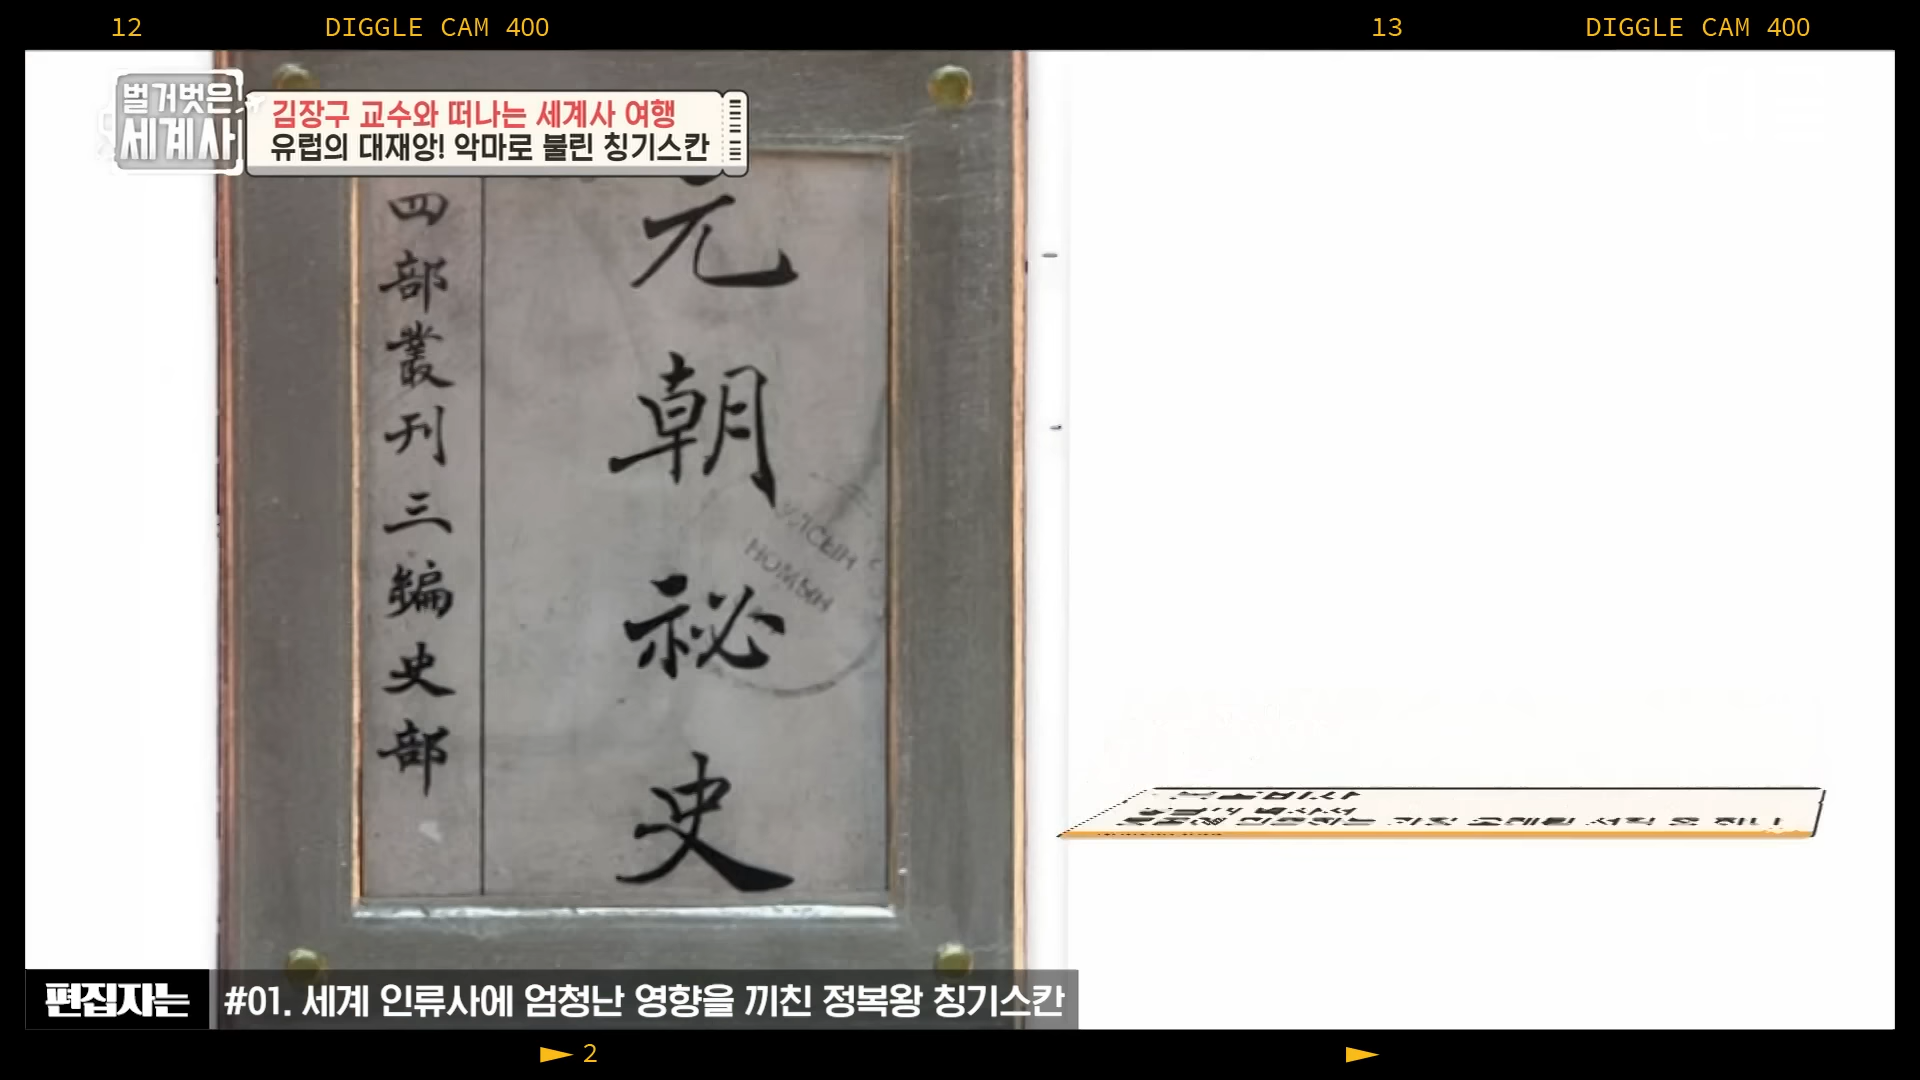 12 DIGGLE CAM 400 13 DIGGLE CAM 400
벌거벗은
세계사
김장구 교수와 떠나는 세계사 여행
유럽의 대재앙! 악마로 불린 칭기스칸
元朝秘史
四部叢刊三編史部
НОМЫН
편집자는
#01. 세계 인류사에 엄청난 영향을 끼친 정복왕 칭기스칸
2